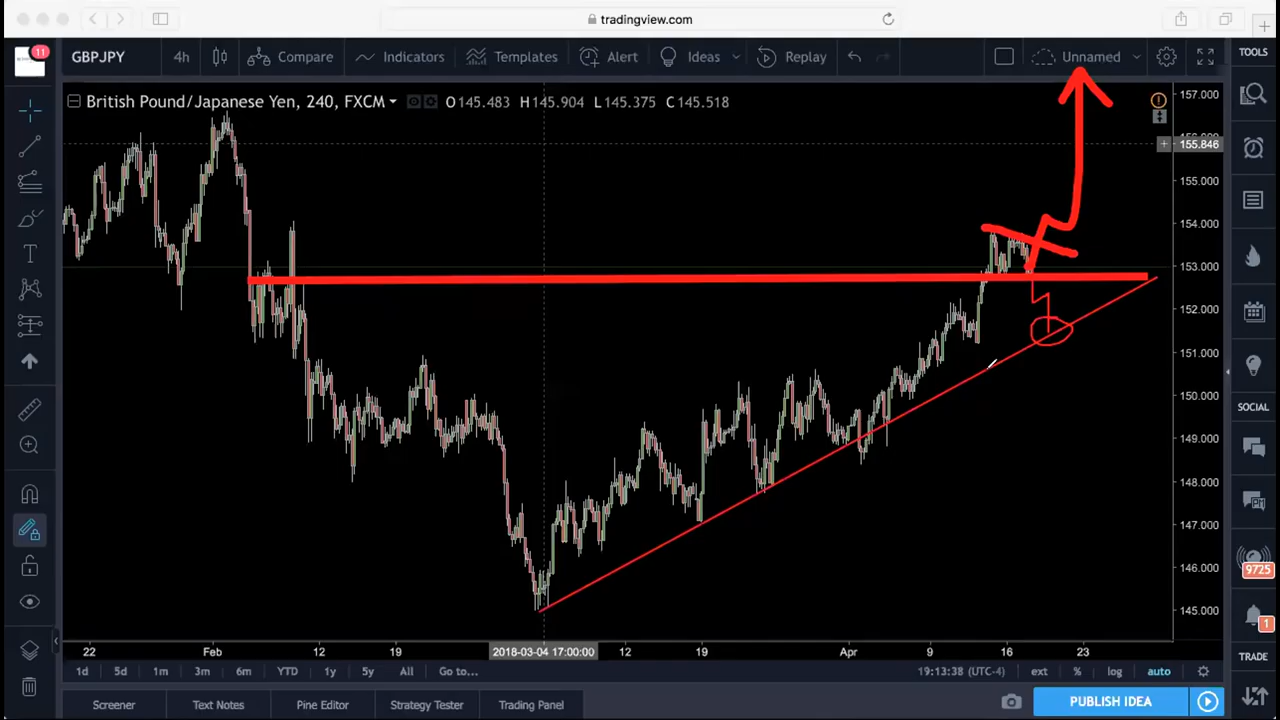 tradingview.com
11 GBPJPY 4h Compare Indicators Templates Alert Ideas Replay Unnamed TOOLS
British Pound/Japanese Yen, 240, FXCM O145.483 H145.904 L145.375 C145.518
157.000
155.846
155.000
154.000
153.000
152.000
151.000
150.000
149.000
148.000
147.000
146.000
145.000
SOCIAL
9725
1
TRADE
22 Feb 12 19 2018-03-04 17:00:00 12 19 Apr 9 16 23
1d 5d 1m 3m 6m YTD 1y 5y All Go to... 19:13:38 (UTC-4) ext % log auto
Screener Text Notes Pine Editor Strategy Tester Trading Panel PUBLISH IDEA